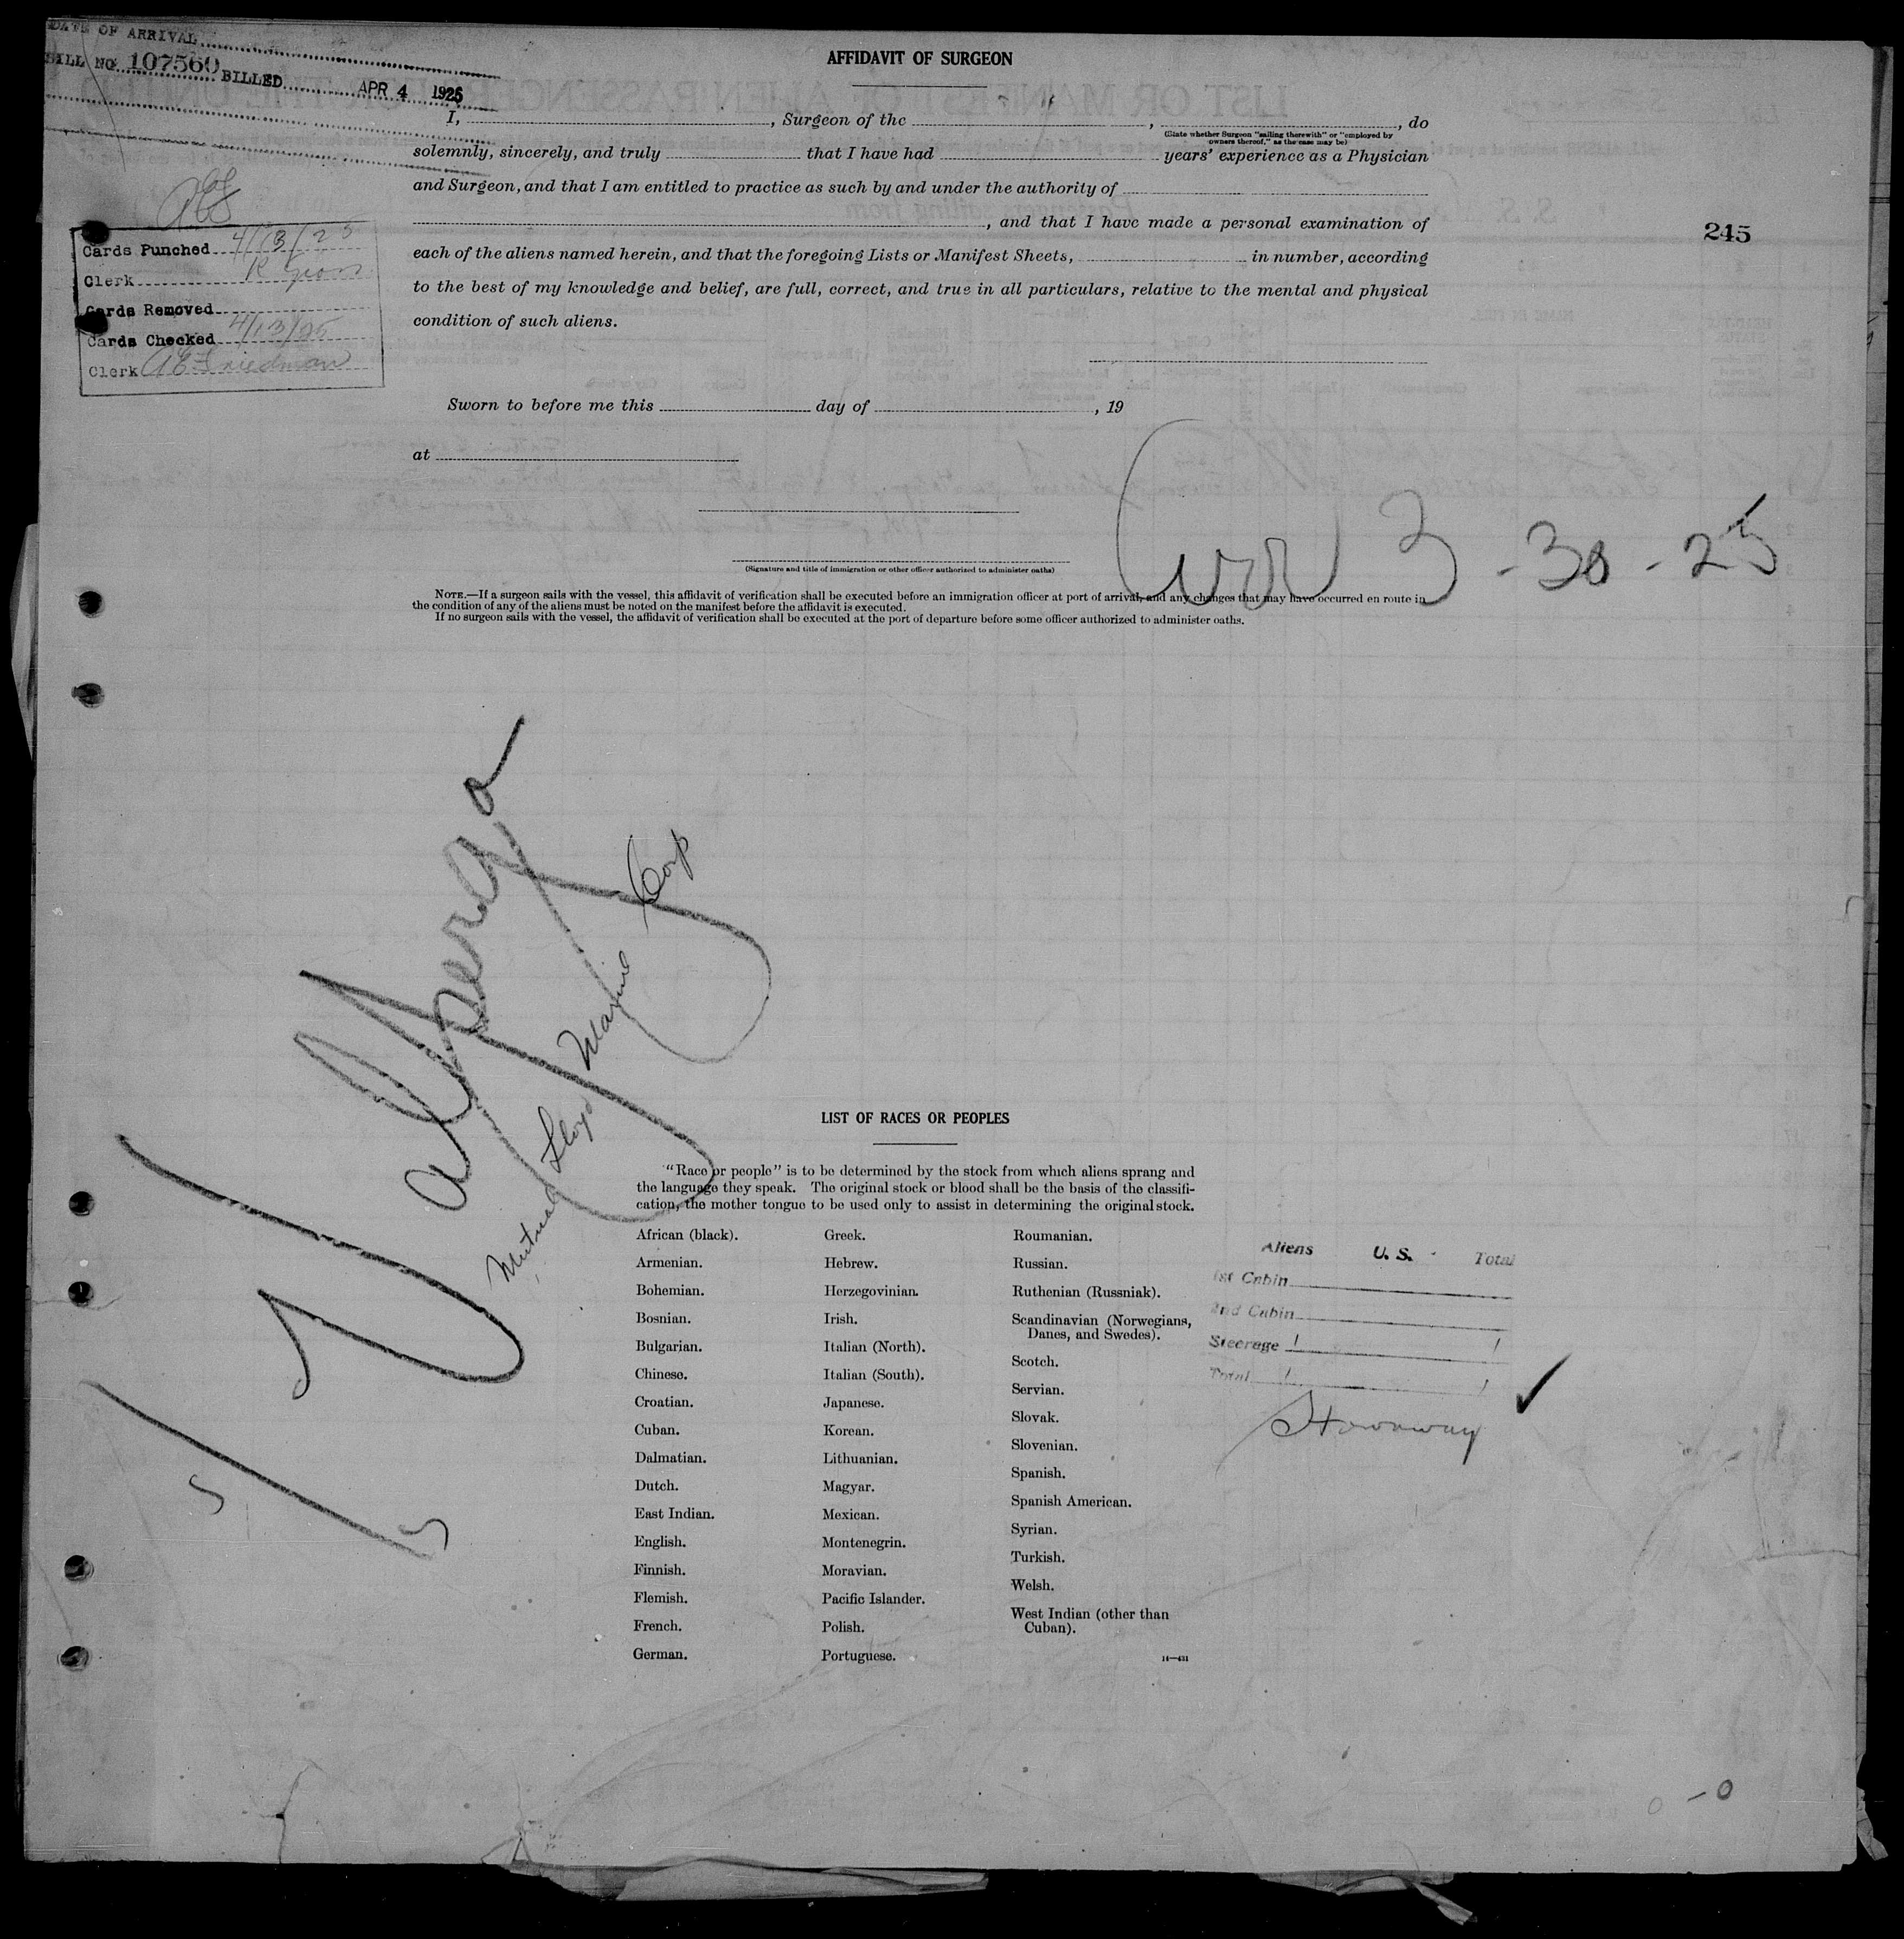 DATE OF ARRIVAL
BILL NO. 107560 BILLED APR 4 1925
AFFIDAVIT OF SURGEON
I, , Surgeon of the , , do
(State whether Surgeon "sailing therewith" or "employed by
owners thereof," as the case may be)
solemnly, sincerely, and truly that I have had years' experience as a Physician
and Surgeon, and that I am entitled to practice as such by and under the authority of
, and that I have made a personal examination of
each of the aliens named herein, and that the foregoing Lists or Manifest Sheets, in number, according
to the best of my knowledge and belief, are full, correct, and true in all particulars, relative to the mental and physical
condition of such aliens.
Cards Punched 4/13/25
Clerk
Cards Removed
Cards Checked 4/13/25
Clerk AE Friedman
245
Sworn to before me this day of , 19
at
(Signature and title of immigration or other officer authorized to administer oaths)
3-30-25
NOTE.—If a surgeon sails with the vessel, this affidavit of verification shall be executed before an immigration officer at port of arrival, and any changes that may have occurred en route in
the condition of any of the aliens must be noted on the manifest before the affidavit is executed.
If no surgeon sails with the vessel, the affidavit of verification shall be executed at the port of departure before some officer authorized to administer oaths.
Mutual Lloyd Marine Corp
LIST OF RACES OR PEOPLES
"Race or people" is to be determined by the stock from which aliens sprang and
the language they speak. The original stock or blood shall be the basis of the classifi-
cation, the mother tongue to be used only to assist in determining the original stock.
African (black).
Armenian.
Bohemian.
Bosnian.
Bulgarian.
Chinese.
Croatian.
Cuban.
Dalmatian.
Dutch.
East Indian.
English.
Finnish.
Flemish.
French.
German.
Greek.
Hebrew.
Herzegovinian.
Irish.
Italian (North).
Italian (South).
Japanese.
Korean.
Lithuanian.
Magyar.
Mexican.
Montenegrin.
Moravian.
Pacific Islander.
Polish.
Portuguese.
Roumanian.
Russian.
Ruthenian (Russniak).
Scandinavian (Norwegians,
Danes, and Swedes).
Scotch.
Servian.
Slovak.
Slovenian.
Spanish.
Spanish American.
Syrian.
Turkish.
Welsh.
West Indian (other than
Cuban).
14—431
Aliens U. S. Total
1st Cabin
2nd Cabin
Steerage 1 1
Total 1 1
Stowaway
0 - 0